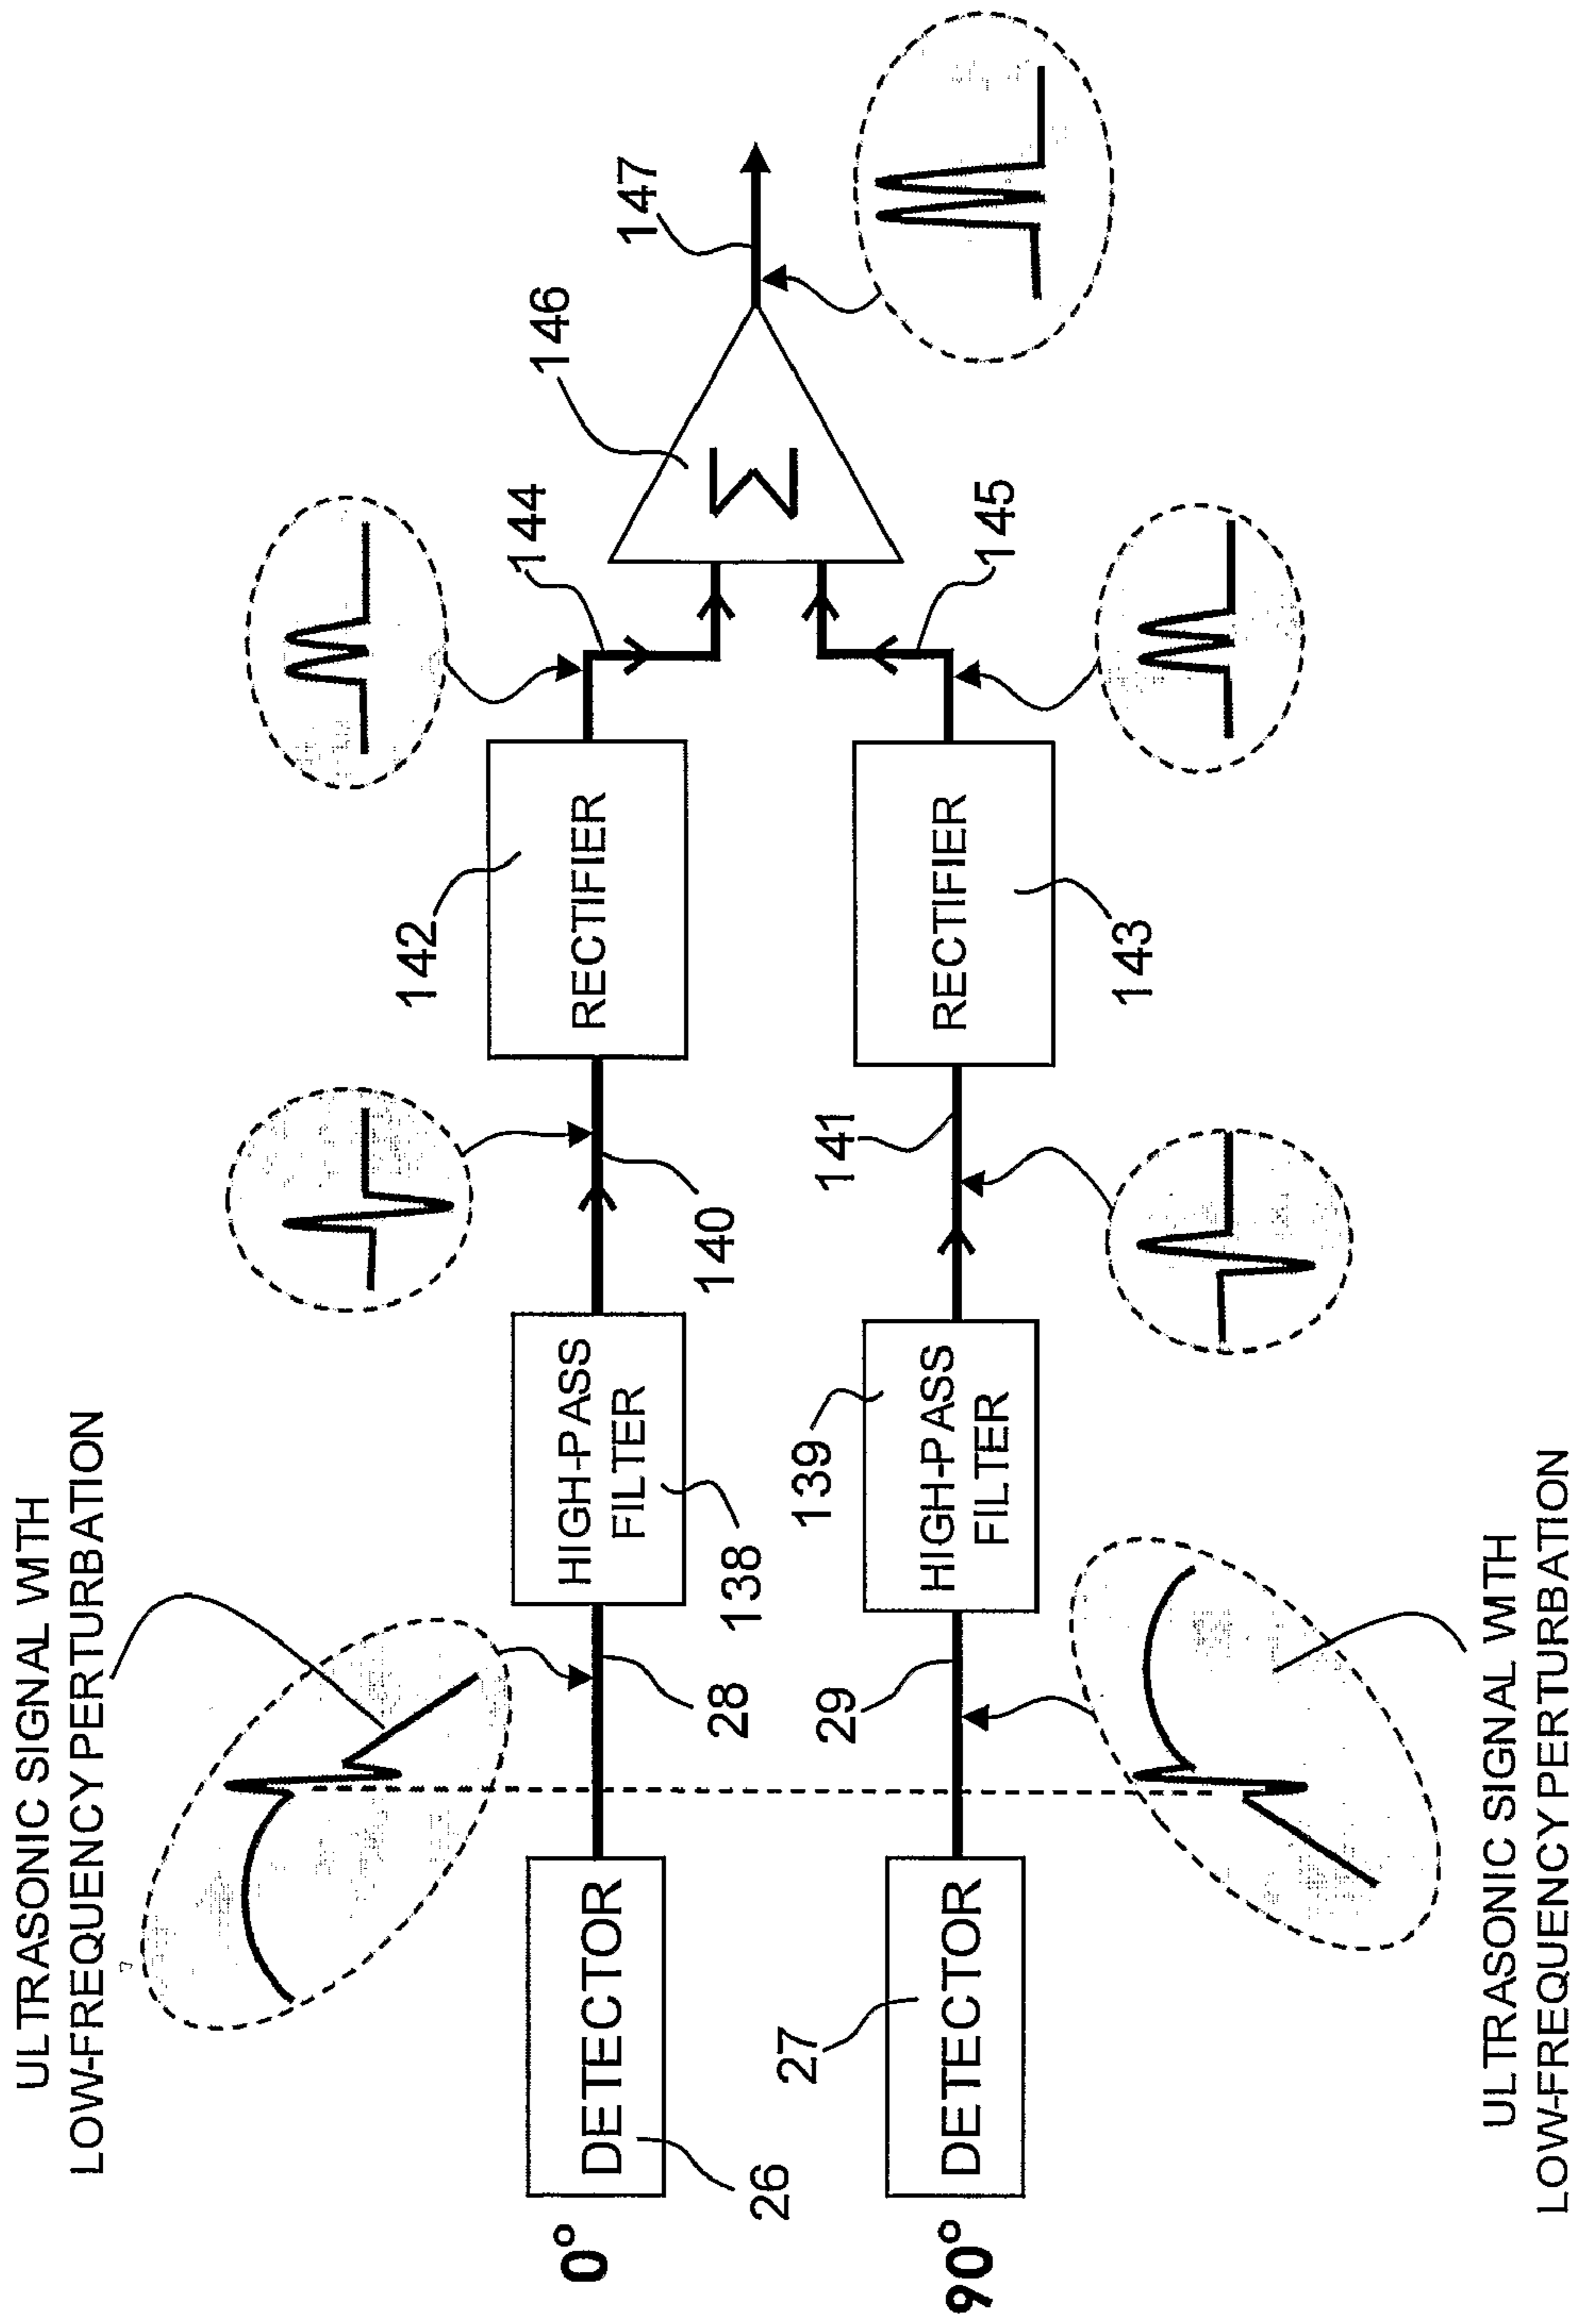 ULTRASONIC SIGNAL WITH
LOW-FREQUENCY PERTURBATION
0°
DETECTOR
26
28
HIGH-PASS
FILTER
138
140
RECTIFIER
142
144
146
Σ
147
90°
DETECTOR
27
29
HIGH-PASS
FILTER
139
141
RECTIFIER
143
145
ULTRASONIC SIGNAL WITH
LOW-FREQUENCY PERTURBATION